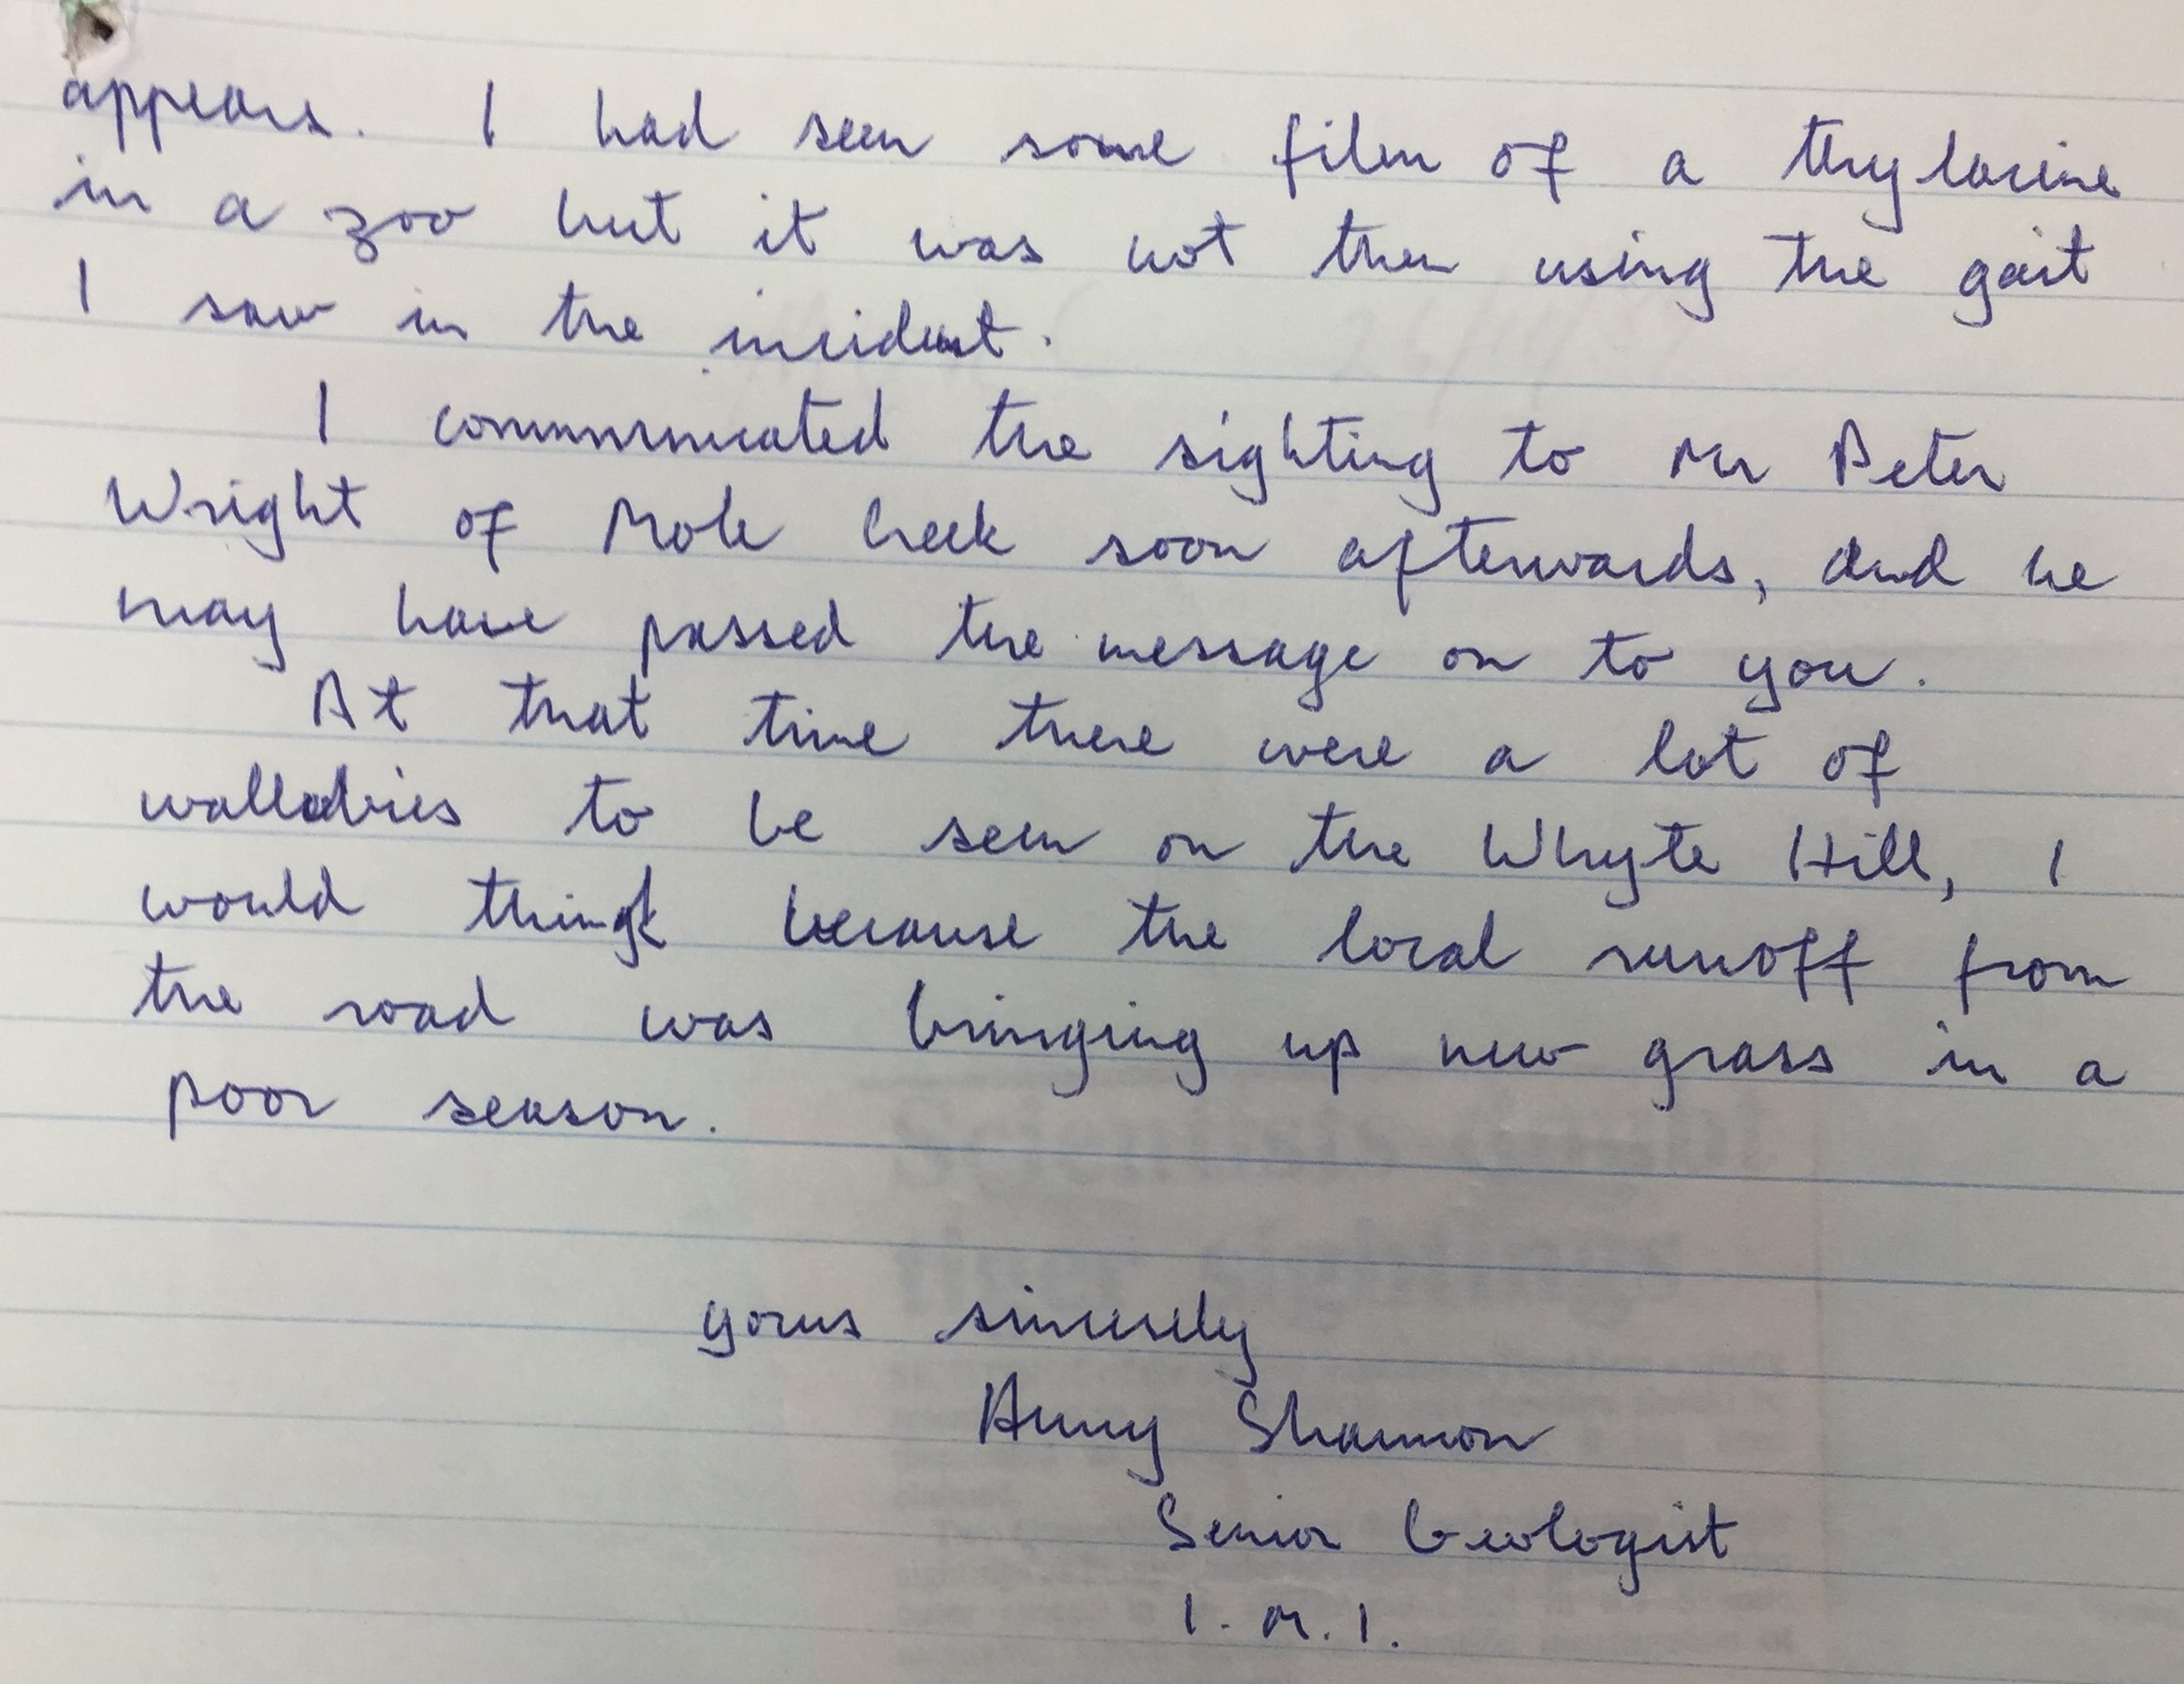 appears. I had seen some film of a thylacine
in a zoo but it was not then using the gait
I saw in the incident.
I communicated the sighting to Mr Peter
Wright of Mole Creek soon afterwards, and he
may have passed the message on to you.
At that time there were a lot of
wallabies to be seen on the Whyte Hill, I
would think because the local runoff from
the road was bringing up new grass in a
poor season.
yours sincerely
Shannon
Senior Geologist
I.M.I.
Scientists doubt
tiger sightings